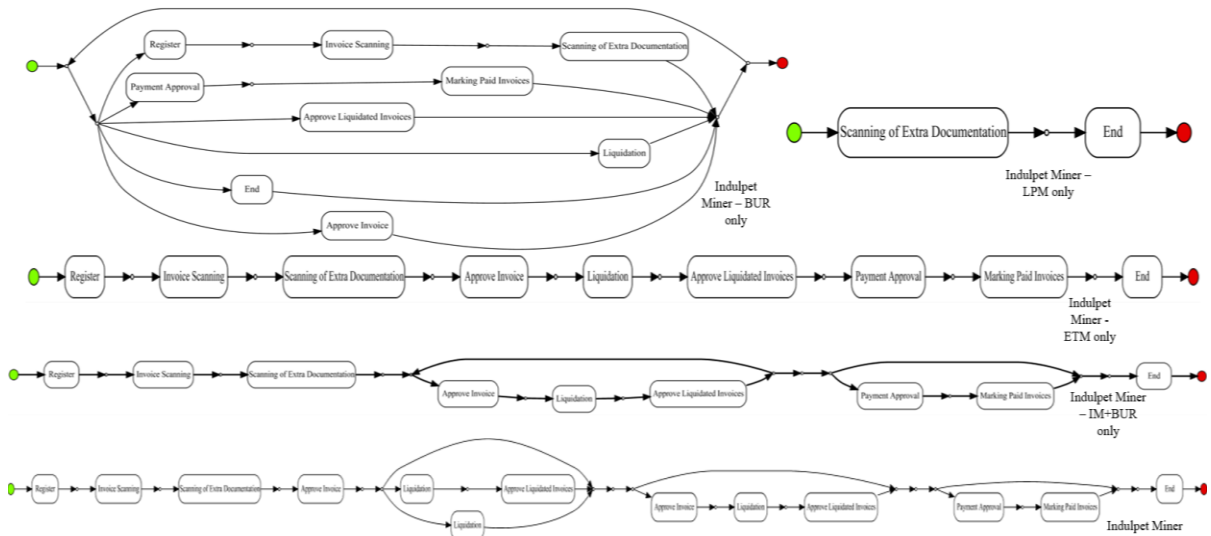 Register
Invoice Scanning
Scanning of Extra Documentation
Payment Approval
Marking Paid Invoices
Approve Liquidated Invoices
Liquidation
End
Approve Invoice
Indulpet
Miner – BUR
only
Scanning of Extra Documentation
End
Indulpet Miner –
LPM only
Register
Invoice Scanning
Scanning of Extra Documentation
Approve Invoice
Liquidation
Approve Liquidated Invoices
Payment Approval
Marking Paid Invoices
End
Indulpet
Miner -
ETM only
Register
Invoice Scanning
Scanning of Extra Documentation
Approve Invoice
Liquidation
Approve Liquidated Invoices
Payment Approval
Marking Paid Invoices
End
Indulpet Miner
– IM+BUR
only
Register
Invoice Scanning
Scanning of Extra Documentation
Approve Invoice
Liquidation
Approve Liquidated Invoices
Liquidation
Approve Invoice
Liquidation
Approve Liquidated Invoices
Payment Approval
Marking Paid Invoices
End
Indulpet Miner